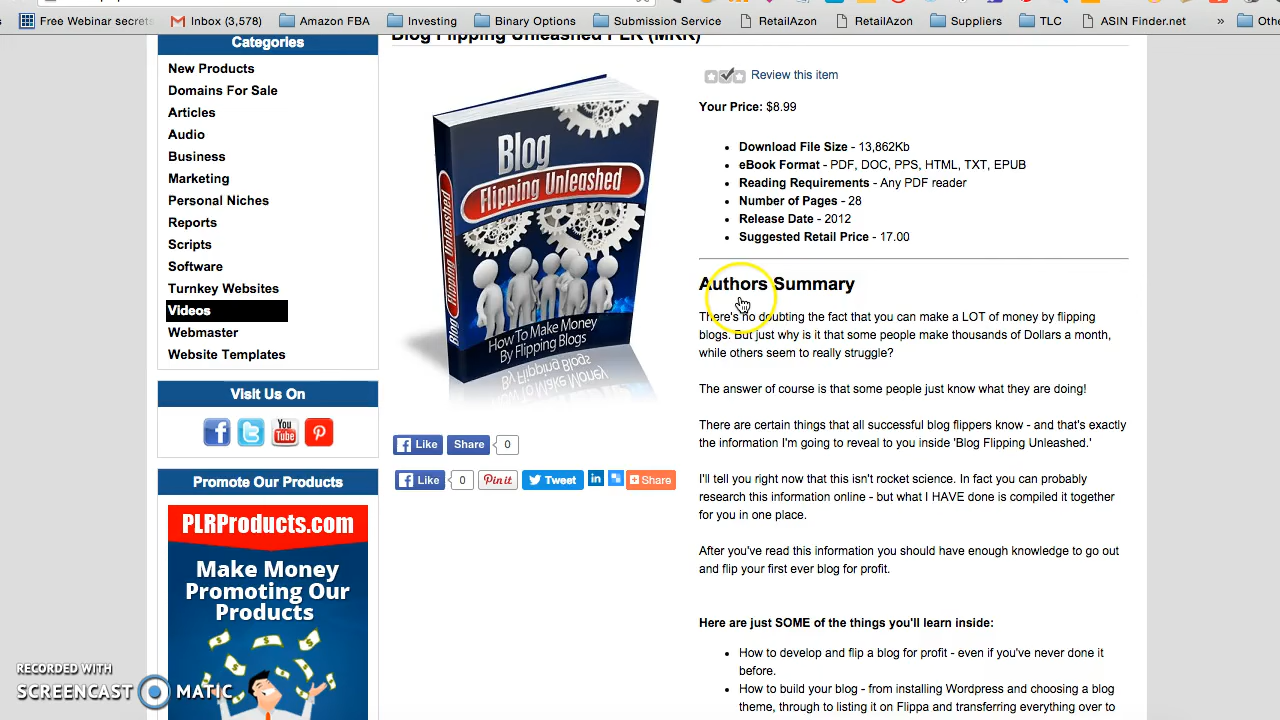 Free Webinar secrets
Inbox (3,578)
Amazon FBA
Investing
Binary Options
Submission Service
RetailAzon
RetailAzon
Suppliers
TLC
ASIN Finder.net
»
Categories
New Products
Domains For Sale
Articles
Audio
Business
Marketing
Personal Niches
Reports
Scripts
Software
Turnkey Websites
Videos
Webmaster
Website Templates
Visit Us On
You
Tube
Promote Our Products
PLRProducts.com
Make Money
Promoting Our
Products
Blog Flipping Unleashed PLR (MRR)
Blog
Flipping Unleashed
How To Make Money
By Flipping Blogs
Blog Flipping Unleashed
Like
Share
0
Like
0
Pin it
Tweet
Share
Review this item
Your Price: $8.99
• Download File Size - 13,862Kb
• eBook Format - PDF, DOC, PPS, HTML, TXT, EPUB
• Reading Requirements - Any PDF reader
• Number of Pages - 28
• Release Date - 2012
• Suggested Retail Price - 17.00
Authors Summary
There's no doubting the fact that you can make a LOT of money by flipping
blogs. But just why is it that some people make thousands of Dollars a month,
while others seem to really struggle?
The answer of course is that some people just know what they are doing!
There are certain things that all successful blog flippers know - and that's exactly
the information I'm going to reveal to you inside 'Blog Flipping Unleashed.'
I'll tell you right now that this isn't rocket science. In fact you can probably
research this information online - but what I HAVE done is compiled it together
for you in one place.
After you've read this information you should have enough knowledge to go out
and flip your first ever blog for profit.
Here are just SOME of the things you'll learn inside:
• How to develop and flip a blog for profit - even if you've never done it
before.
• How to build your blog - from installing Wordpress and choosing a blog
theme, through to listing it on Flippa and transferring everything over to
RECORDED WITH
SCREENCAST MATIC